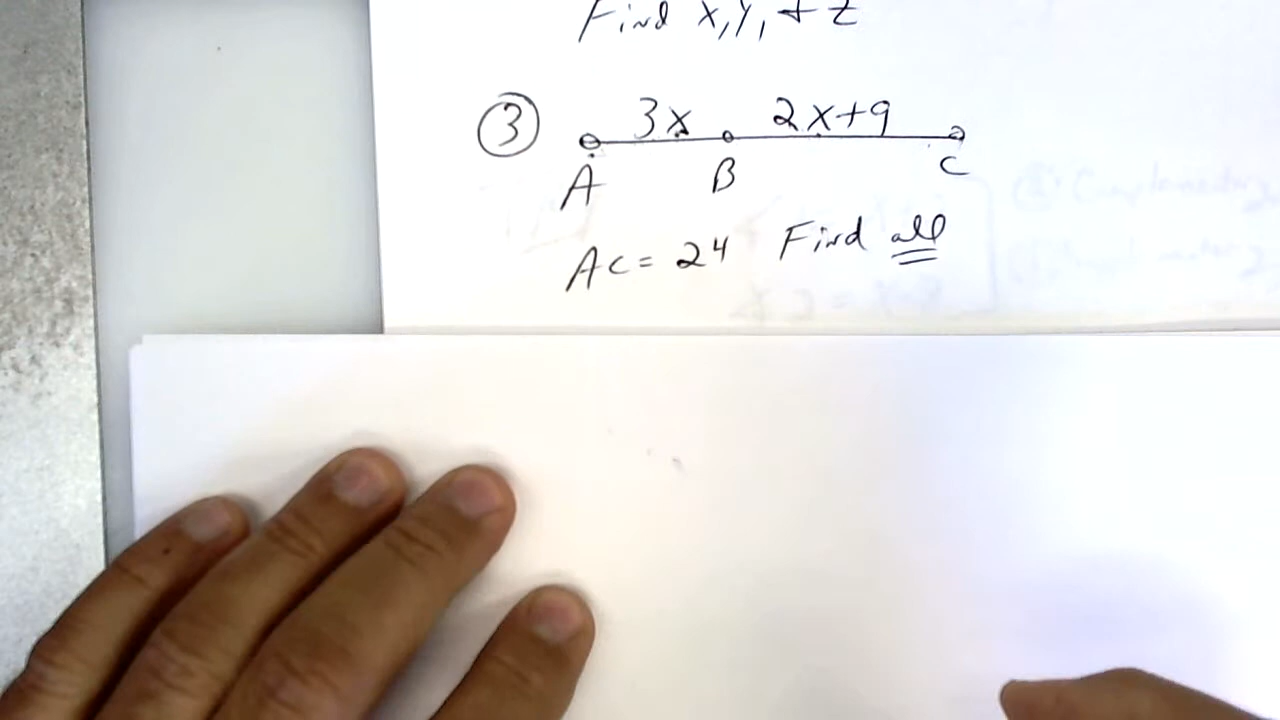 Find x, y, + z
③ 3x 2x+9
A B C
AC = 24 Find all